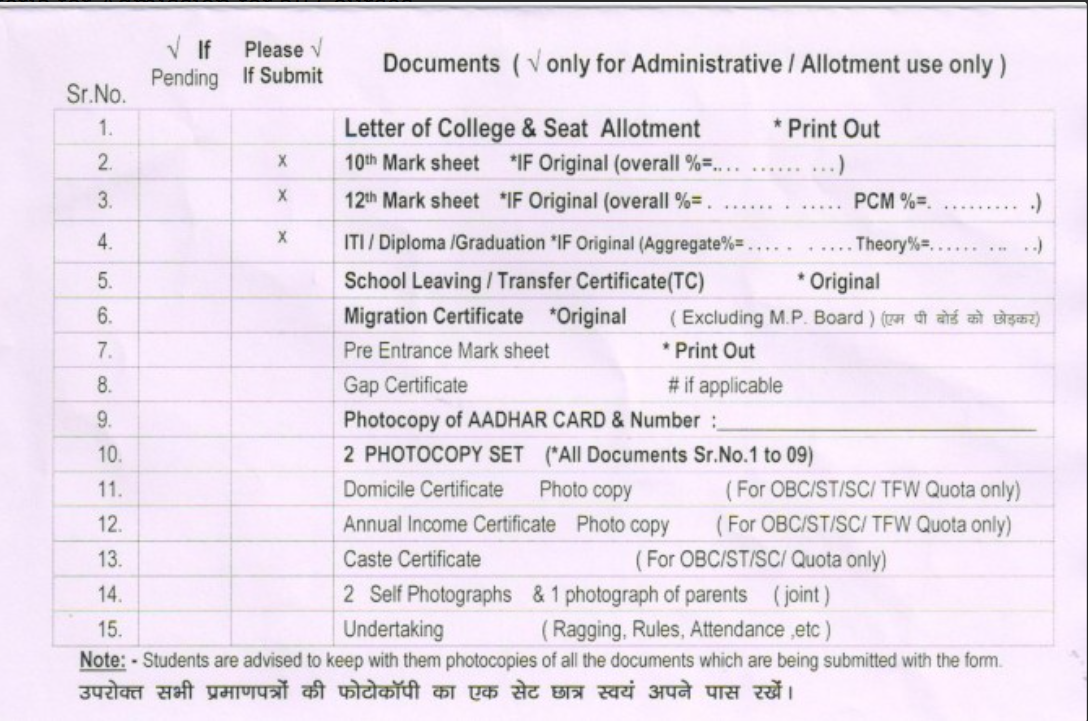 √ If Please √ Documents ( √ only for Administrative / Allotment use only )
Pending If Submit
Sr.No.
1. Letter of College & Seat Allotment * Print Out
2. X 10th Mark sheet *IF Original (overall %=.... ...... ...)
3. X 12th Mark sheet *IF Original (overall %= . ...... . ..... PCM %=. ......... .)
4. X ITI / Diploma /Graduation *IF Original (Aggregate%= .... . .....Theory%=....... .. ..)
5. School Leaving / Transfer Certificate(TC) * Original
6. Migration Certificate *Original ( Excluding M.P. Board ) (एम पी बोर्ड को छोड़कर)
7. Pre Entrance Mark sheet * Print Out
8. Gap Certificate # if applicable
9. Photocopy of AADHAR CARD & Number :
10. 2 PHOTOCOPY SET (*All Documents Sr.No.1 to 09)
11. Domicile Certificate Photo copy ( For OBC/ST/SC/ TFW Quota only)
12. Annual Income Certificate Photo copy ( For OBC/ST/SC/ TFW Quota only)
13. Caste Certificate ( For OBC/ST/SC/ Quota only)
14. 2 Self Photographs & 1 photograph of parents ( joint )
15. Undertaking ( Ragging, Rules, Attendance ,etc )
Note: - Students are advised to keep with them photocopies of all the documents which are being submitted with the form.
उपरोक्त सभी प्रमाणपत्रों की फोटोकॉपी का एक सेट छात्र स्वयं अपने पास रखें।